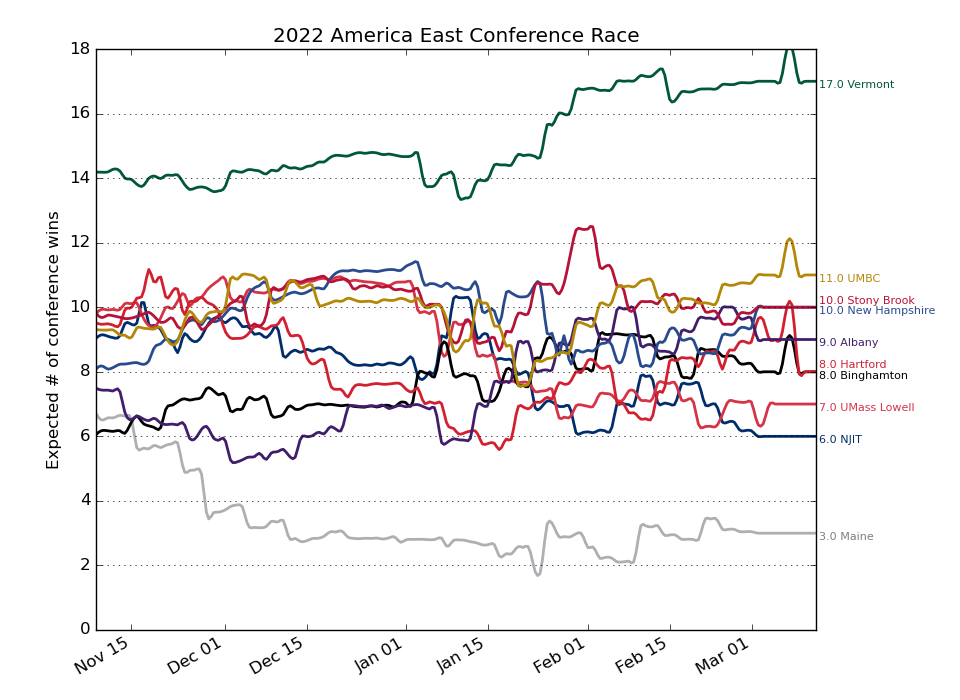 2022 America East Conference Race
Expected # of conference wins
18
16
14
12
10
8
6
4
2
0
17.0 Vermont
11.0 UMBC
10.0 Stony Brook
10.0 New Hampshire
9.0 Albany
8.0 Hartford
8.0 Binghamton
7.0 UMass Lowell
6.0 NJIT
3.0 Maine
Nov 15
Dec 01
Dec 15
Jan 01
Jan 15
Feb 01
Feb 15
Mar 01